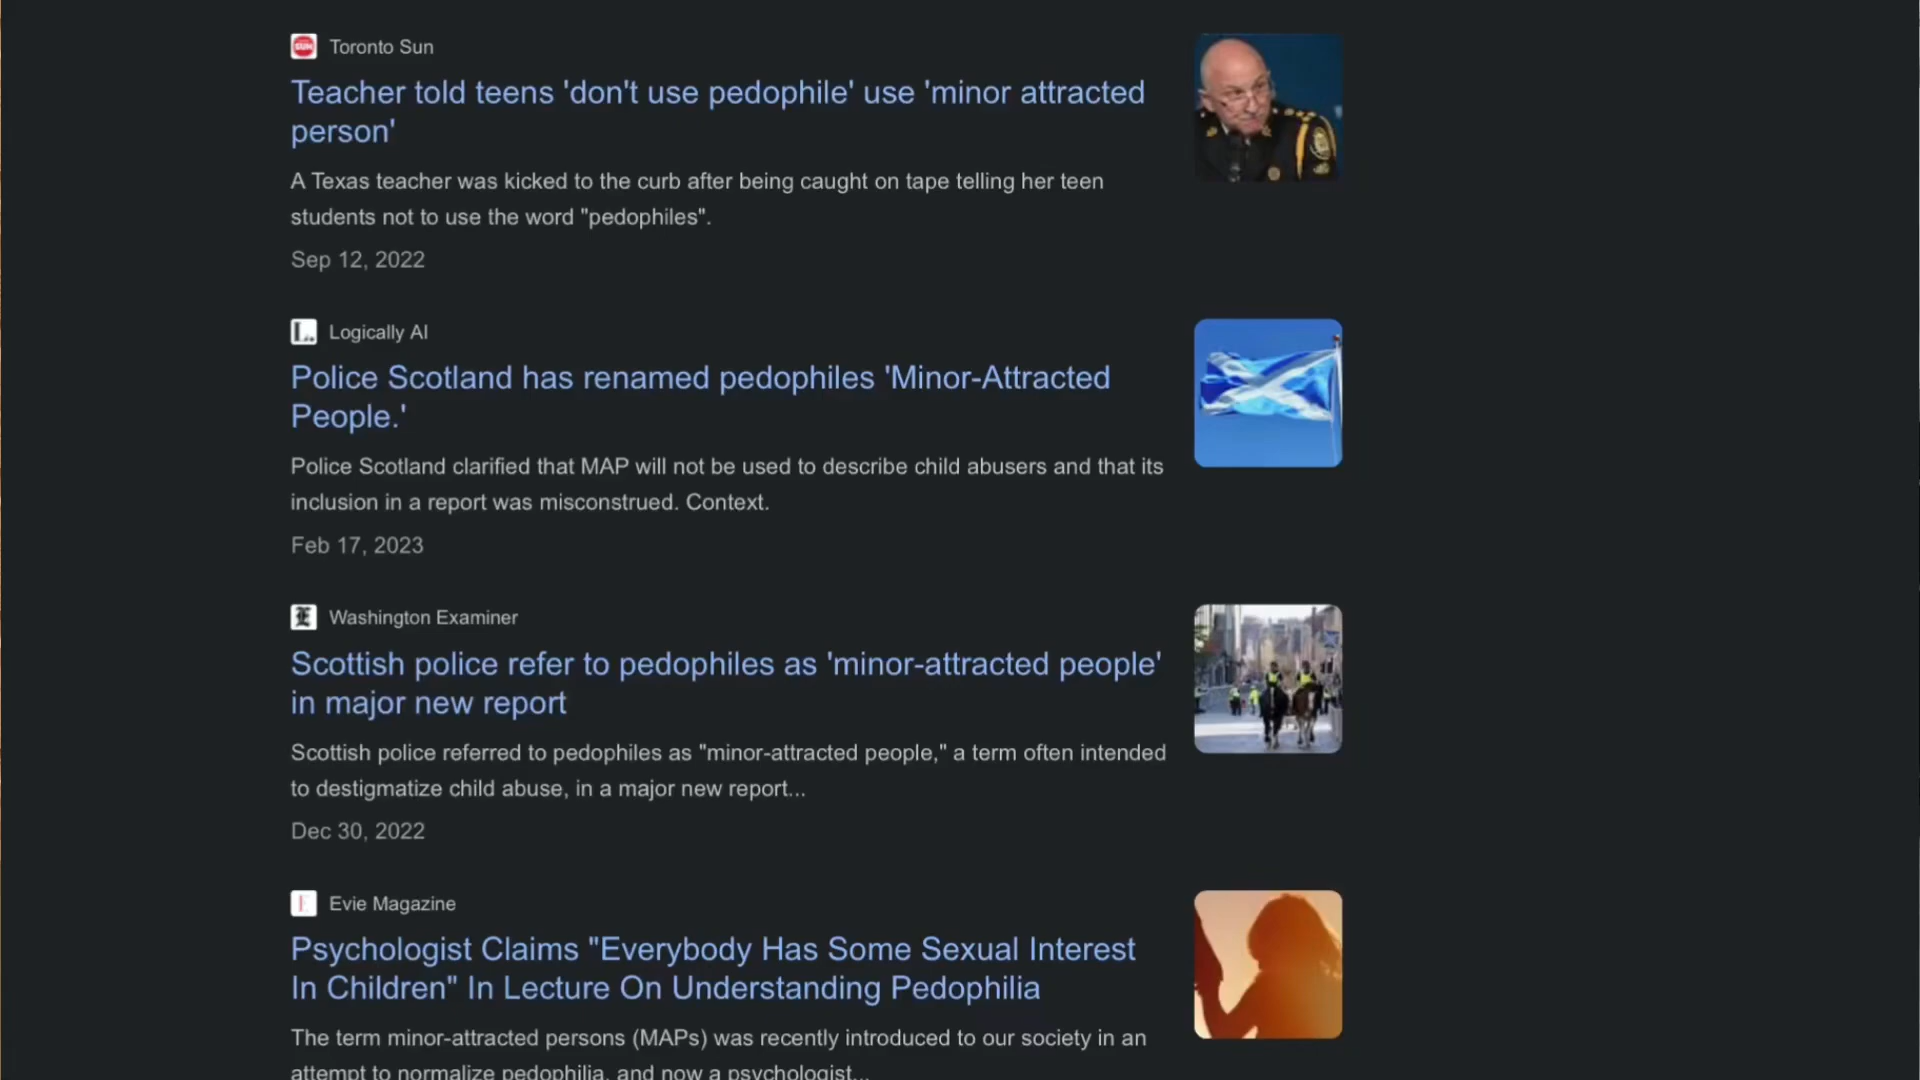 Toronto Sun
Teacher told teens 'don't use pedophile' use 'minor attracted
person'
A Texas teacher was kicked to the curb after being caught on tape telling her teen
students not to use the word "pedophiles".
Sep 12, 2022
Logically AI
Police Scotland has renamed pedophiles 'Minor-Attracted
People.'
Police Scotland clarified that MAP will not be used to describe child abusers and that its
inclusion in a report was misconstrued. Context.
Feb 17, 2023
Washington Examiner
Scottish police refer to pedophiles as 'minor-attracted people'
in major new report
Scottish police referred to pedophiles as "minor-attracted people," a term often intended
to destigmatize child abuse, in a major new report...
Dec 30, 2022
Evie Magazine
Psychologist Claims "Everybody Has Some Sexual Interest
In Children" In Lecture On Understanding Pedophilia
The term minor-attracted persons (MAPs) was recently introduced to our society in an
attempt to normalize pedophilia, and now a psychologist...